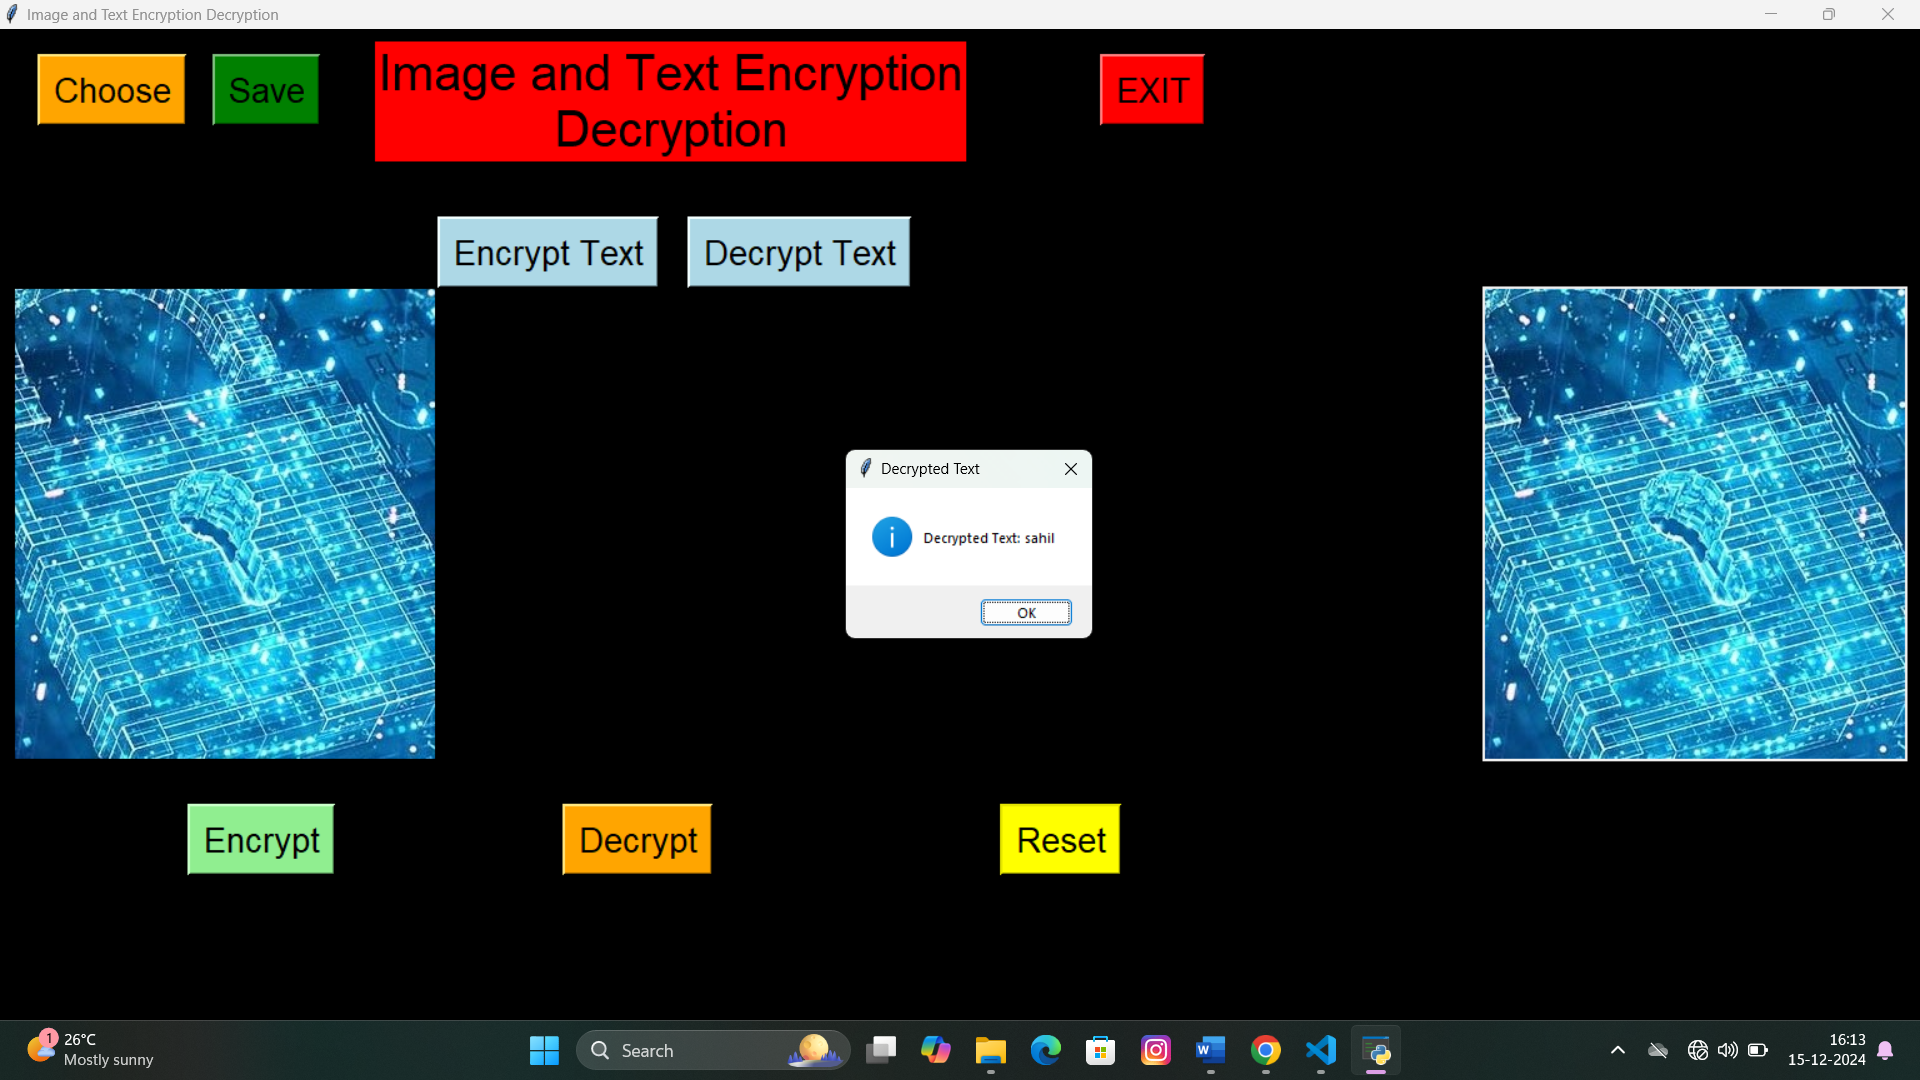 Image and Text Encryption Decryption
Choose
Save
Image and Text Encryption
Decryption
EXIT
Encrypt Text
Decrypt Text
Decrypted Text
Decrypted Text: sahil
OK
Encrypt
Decrypt
Reset
1
26°C
Mostly sunny
Search
W
16:13
15-12-2024